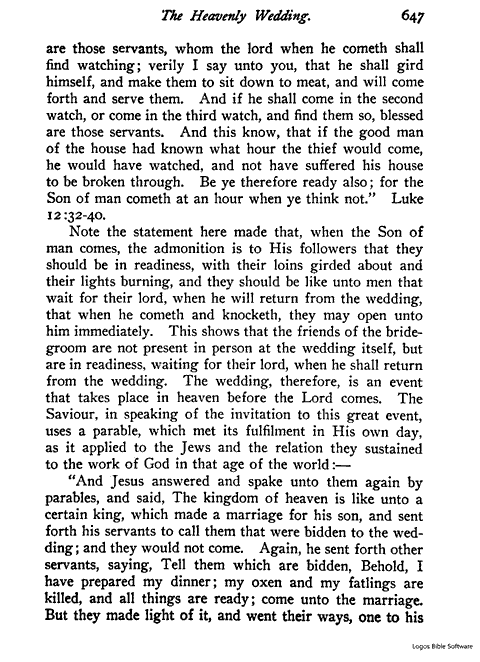 The Heavenly Wedding. 647
are those servants, whom the lord when he cometh shall
find watching; verily I say unto you, that he shall gird
himself, and make them to sit down to meat, and will come
forth and serve them. And if he shall come in the second
watch, or come in the third watch, and find them so, blessed
are those servants. And this know, that if the good man
of the house had known what hour the thief would come,
he would have watched, and not have suffered his house
to be broken through. Be ye therefore ready also; for the
Son of man cometh at an hour when ye think not." Luke
12:32-40.
Note the statement here made that, when the Son of
man comes, the admonition is to His followers that they
should be in readiness, with their loins girded about and
their lights burning, and they should be like unto men that
wait for their lord, when he will return from the wedding,
that when he cometh and knocketh, they may open unto
him immediately. This shows that the friends of the bride-
groom are not present in person at the wedding itself, but
are in readiness, waiting for their lord, when he shall return
from the wedding. The wedding, therefore, is an event
that takes place in heaven before the Lord comes. The
Saviour, in speaking of the invitation to this great event,
uses a parable, which met its fulfilment in His own day,
as it applied to the Jews and the relation they sustained
to the work of God in that age of the world:—
"And Jesus answered and spake unto them again by
parables, and said, The kingdom of heaven is like unto a
certain king, which made a marriage for his son, and sent
forth his servants to call them that were bidden to the wed-
ding; and they would not come. Again, he sent forth other
servants, saying, Tell them which are bidden, Behold, I
have prepared my dinner; my oxen and my fatlings are
killed, and all things are ready; come unto the marriage.
But they made light of it, and went their ways, one to his
Logos Bible Software